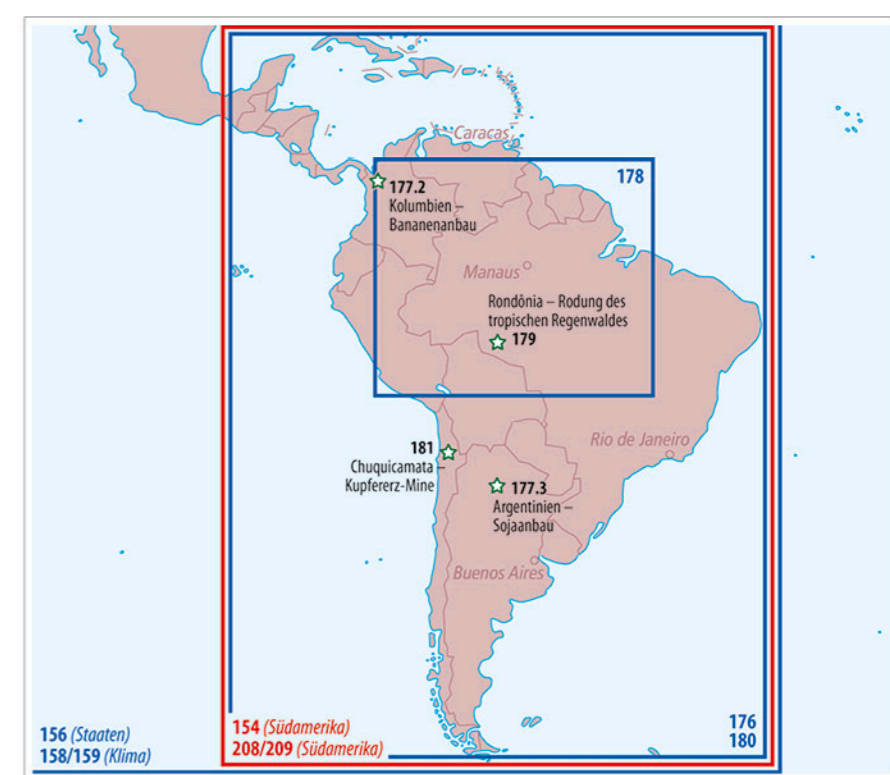 Caracas
178
177.2
Kolumbien –
Bananenanbau
Manaus
Rondônia – Rodung des
tropischen Regenwaldes
179
Rio de Janeiro
181
Chuquicamata –
Kupfererz-Mine
177.3
Argentinien –
Sojaanbau
Buenos Aires
156 (Staaten)
158/159 (Klima)
154 (Südamerika)
208/209 (Südamerika)
176
180